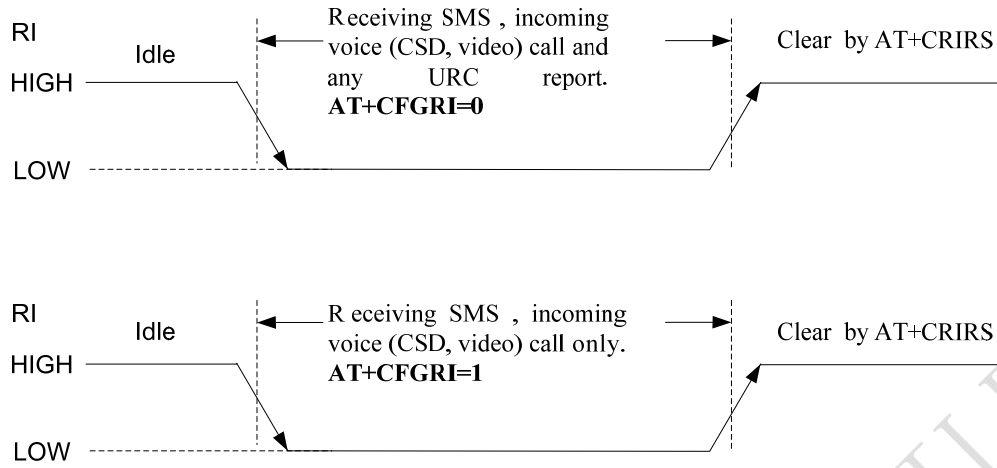 RI
Idle
Receiving SMS , incoming
voice (CSD, video) call and
any URC report.
AT+CFGRI=0
Clear by AT+CRIRS
HIGH
LOW
RI
Idle
R eceiving SMS , incoming
voice (CSD, video) call only.
AT+CFGRI=1
Clear by AT+CRIRS
HIGH
LOW